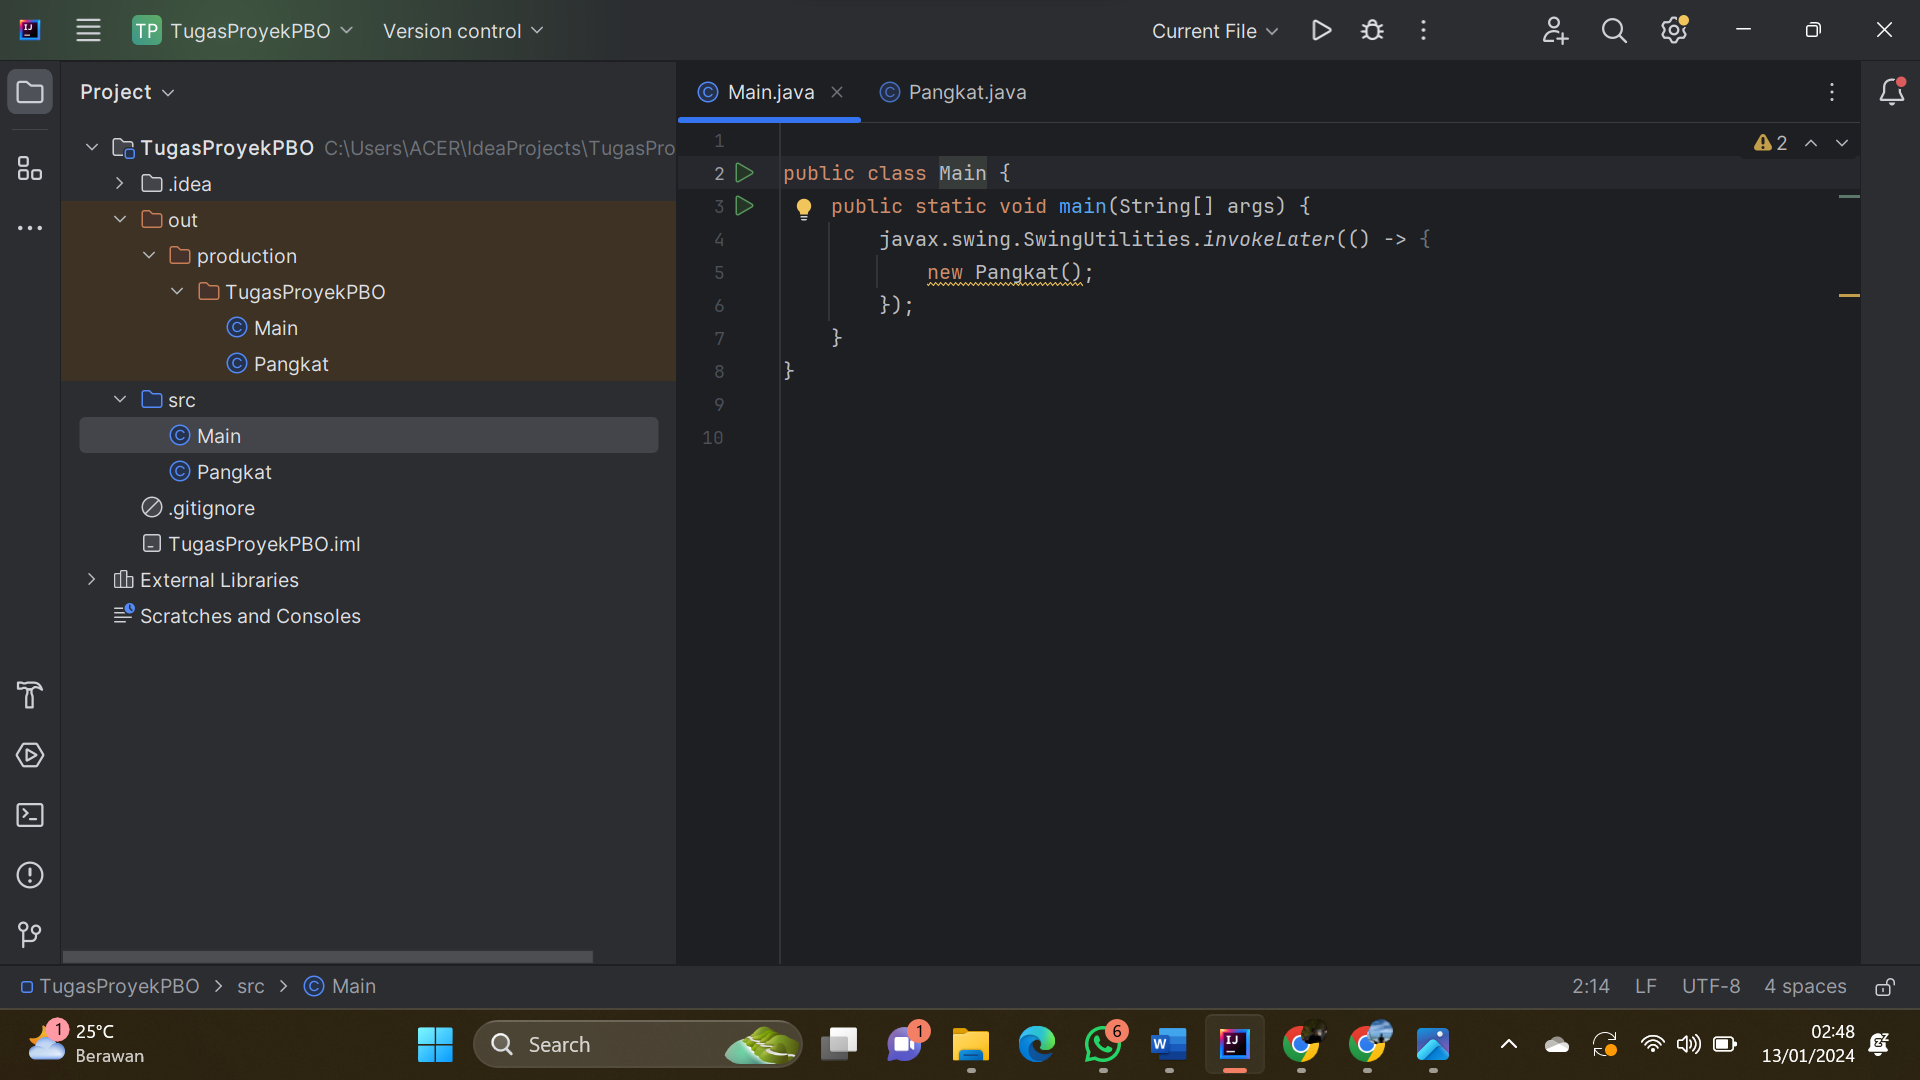 TP TugasProyekPBO Version control Current File
Project
Main.java Pangkat.java
TugasProyekPBO C:\Users\ACER\IdeaProjects\TugasPro
.idea
out
production
TugasProyekPBO
Main
Pangkat
src
Main
Pangkat
.gitignore
TugasProyekPBO.iml
External Libraries
Scratches and Consoles
1
2 public class Main {
3 public static void main(String[] args) {
4 javax.swing.SwingUtilities.invokeLater(() -> {
5 new Pangkat();
6 });
7 }
8 }
9
10
2
TugasProyekPBO > src > Main
2:14 LF UTF-8 4 spaces
1 25°C
Berawan
Search
1
6
W
IJ
02:48
13/01/2024